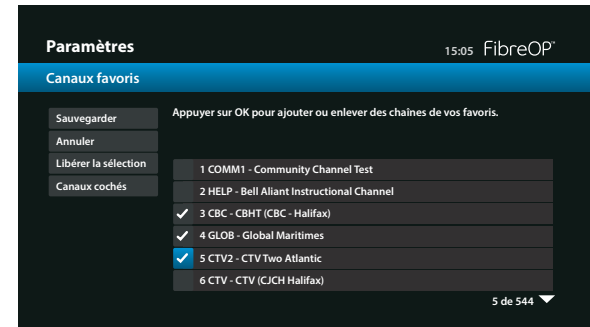 Paramètres
15:05 FibreOP™
Canaux favoris
Sauvegarder
Annuler
Libérer la sélection
Canaux cochés
Appuyer sur OK pour ajouter ou enlever des chaînes de vos favoris.
1 COMM1 - Community Channel Test
2 HELP - Bell Aliant Instructional Channel
3 CBC - CBHT (CBC - Halifax)
4 GLOB - Global Maritimes
5 CTV2 - CTV Two Atlantic
6 CTV - CTV (CJCH Halifax)
5 de 544